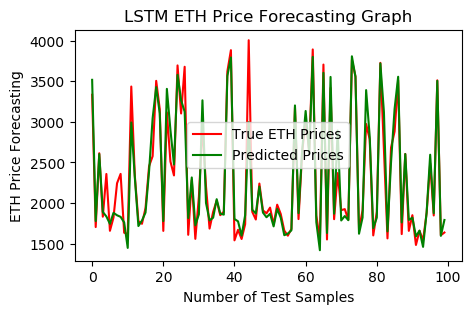 LSTM ETH Price Forecasting Graph
4000
3500
3000
2500
2000
1500
ETH Price Forecasting
True ETH Prices
Predicted Prices
0 20 40 60 80 100
Number of Test Samples